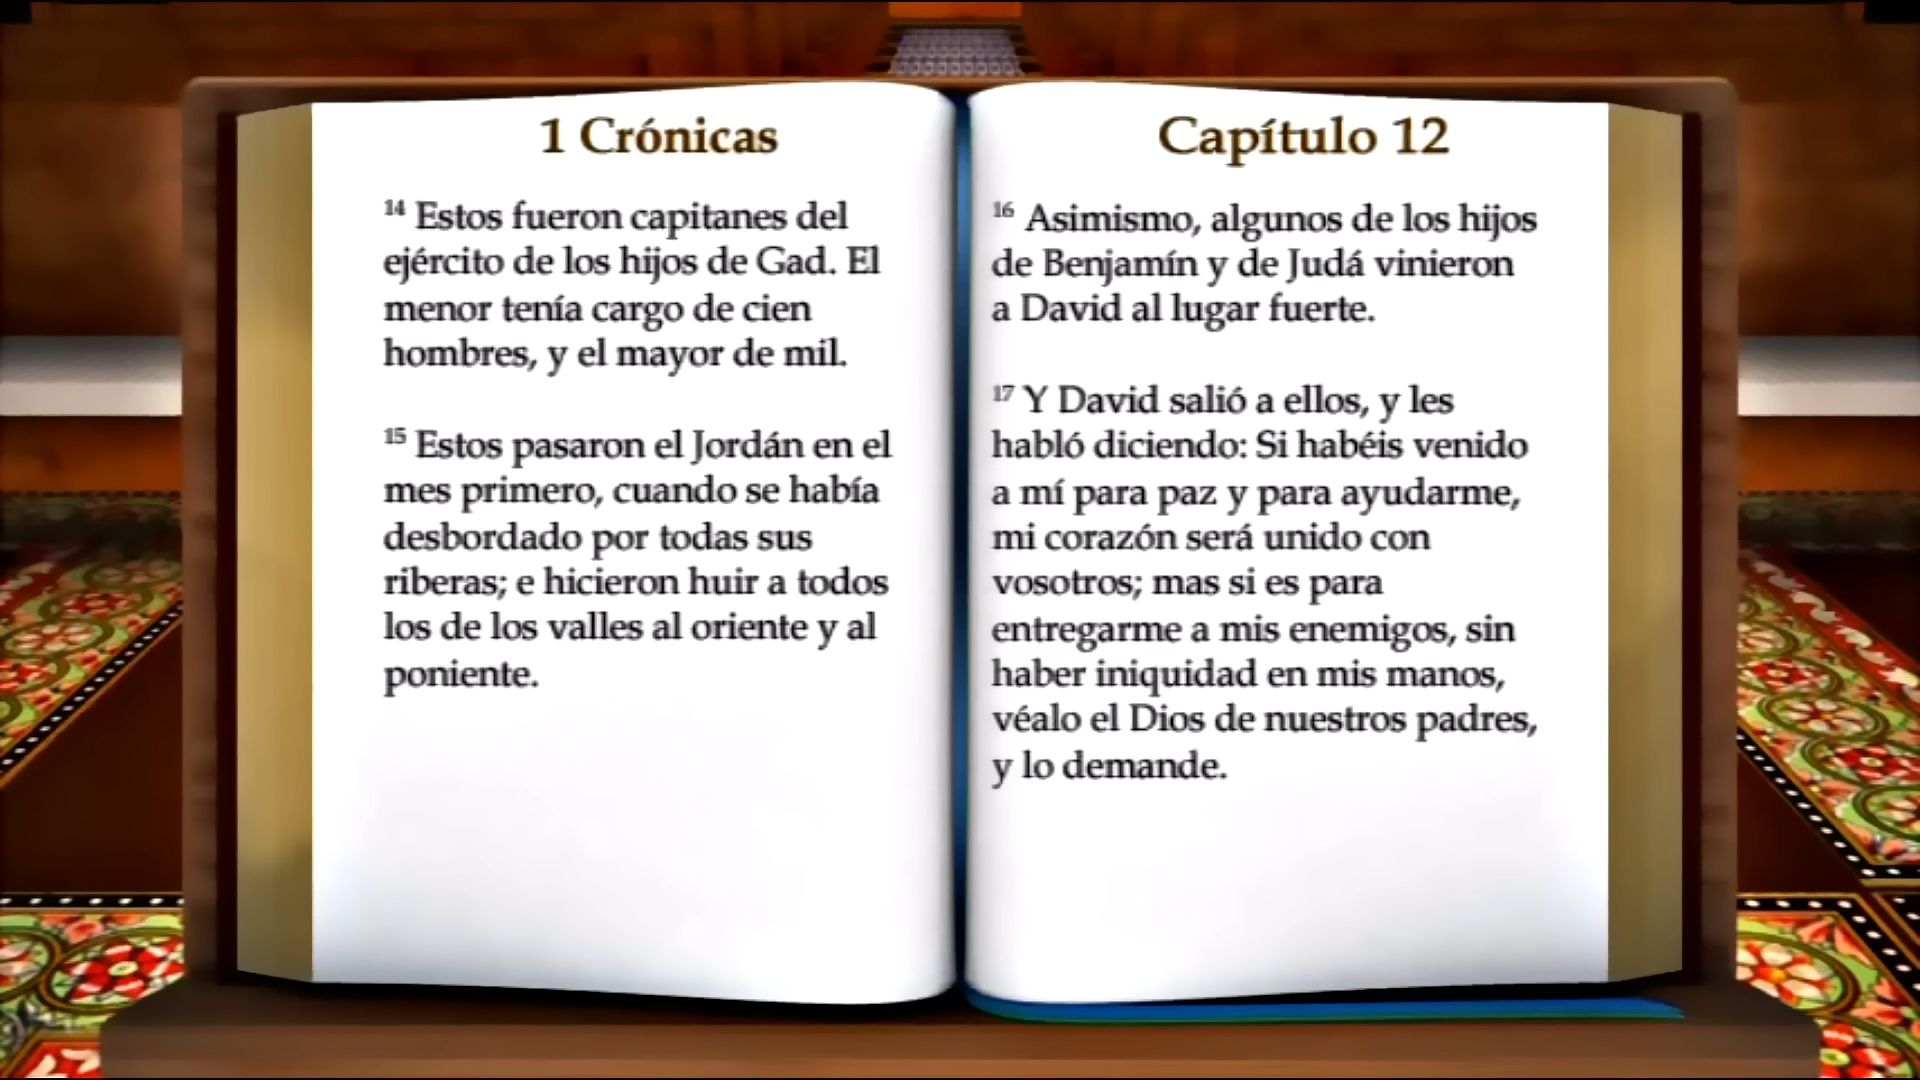 1 Crónicas
14 Estos fueron capitanes del
ejército de los hijos de Gad. El
menor tenía cargo de cien
hombres, y el mayor de mil.
15 Estos pasaron el Jordán en el
mes primero, cuando se había
desbordado por todas sus
riberas; e hicieron huir a todos
los de los valles al oriente y al
poniente.
Capítulo 12
16 Asimismo, algunos de los hijos
de Benjamín y de Judá vinieron
a David al lugar fuerte.
17 Y David salió a ellos, y les
habló diciendo: Si habéis venido
a mí para paz y para ayudarme,
mi corazón será unido con
vosotros; mas si es para
entregarme a mis enemigos, sin
haber iniquidad en mis manos,
véalo el Dios de nuestros padres,
y lo demande.